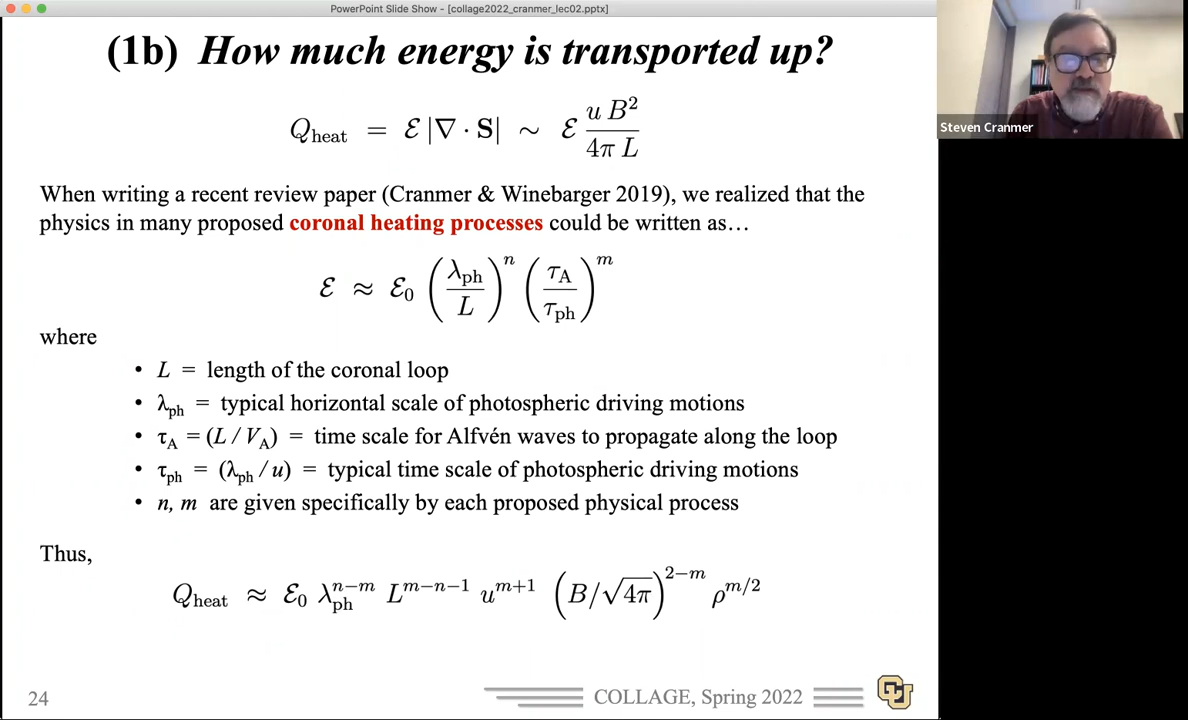 PowerPoint Slide Show - [collage2022_cranmer_lec02.pptx]
(1b) How much energy is transported up?
Q_heat = ℰ |∇ · S| ~ ℰ u B² / 4π L
Steven Cranmer
When writing a recent review paper (Cranmer & Winebarger 2019), we realized that the
physics in many proposed coronal heating processes could be written as…
ℰ ≈ ℰ₀ (λ_ph / L)^n (τ_A / τ_ph)^m
where
• L = length of the coronal loop
• λ_ph = typical horizontal scale of photospheric driving motions
• τ_A = (L / V_A) = time scale for Alfvén waves to propagate along the loop
• τ_ph = (λ_ph / u) = typical time scale of photospheric driving motions
• n, m are given specifically by each proposed physical process
Thus,
Q_heat ≈ ℰ₀ λ_ph^{n−m} L^{m−n−1} u^{m+1} (B/√4π)^{2−m} ρ^{m/2}
24
COLLAGE, Spring 2022
CU